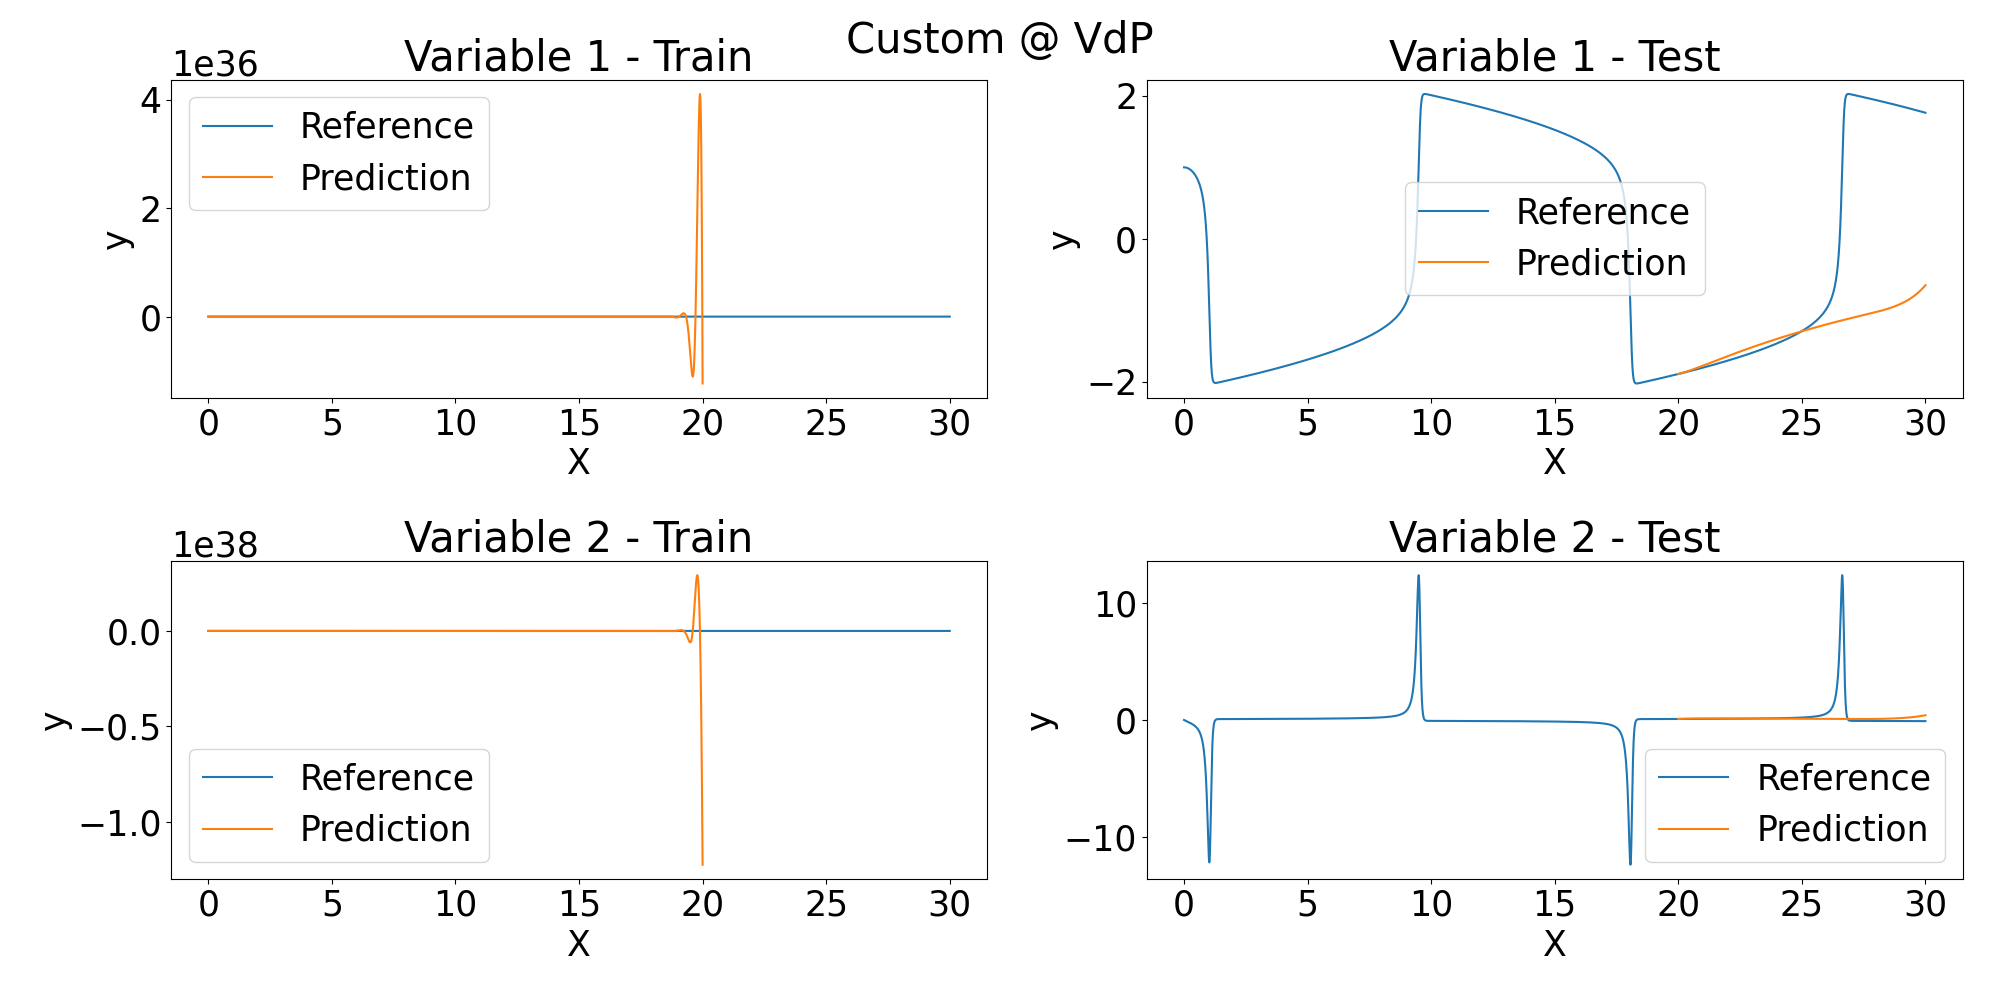 Custom @ VdP
Variable 1 - Train
1e36
4
2
0
y
Reference
Prediction
0 5 10 15 20 25 30
X
Variable 1 - Test
2
0
−2
y
Reference
Prediction
0 5 10 15 20 25 30
X
Variable 2 - Train
1e38
0.0
−0.5
−1.0
y
Reference
Prediction
0 5 10 15 20 25 30
X
Variable 2 - Test
10
0
−10
y
Reference
Prediction
0 5 10 15 20 25 30
X